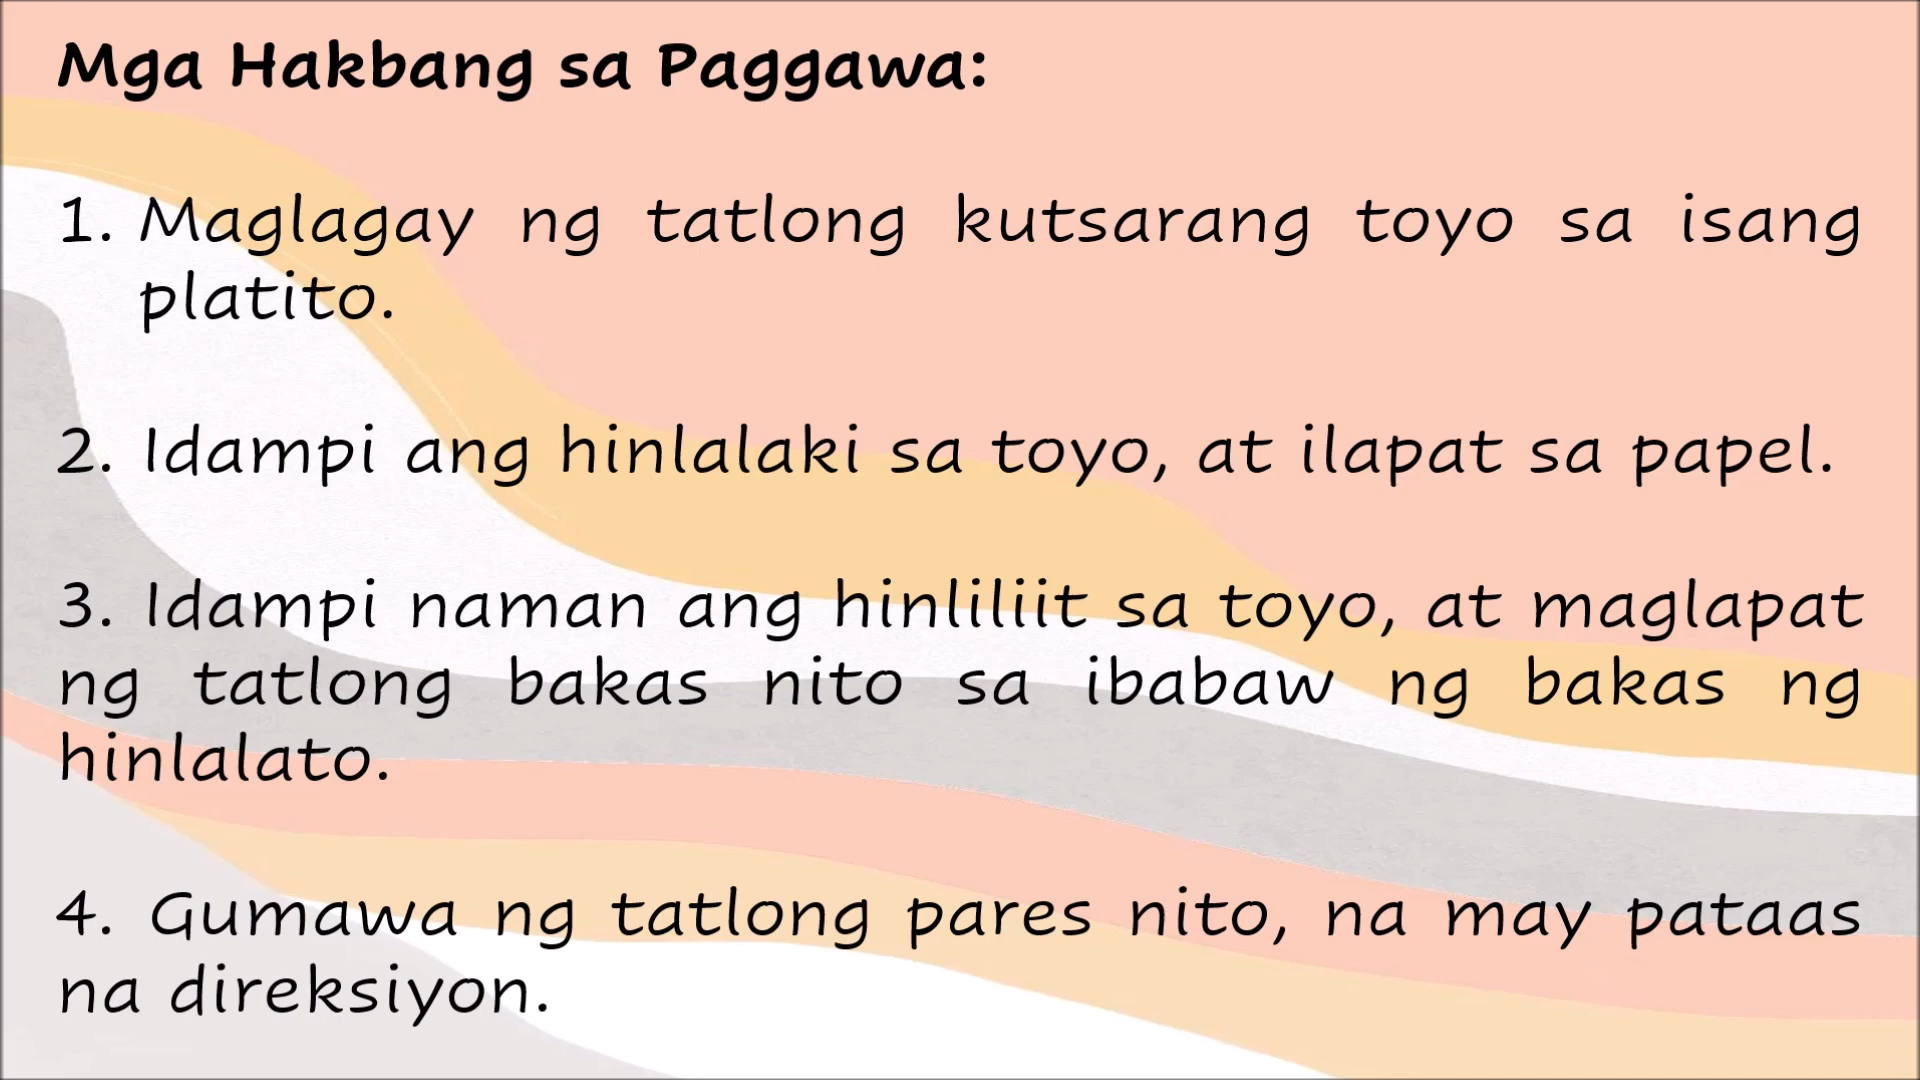 Mga Hakbang sa Paggawa:
1. Maglagay ng tatlong kutsarang toyo sa isang
platito.
2. Idampi ang hinlalaki sa toyo, at ilapat sa papel.
3. Idampi naman ang hinliliit sa toyo, at maglapat
ng tatlong bakas nito sa ibabaw ng bakas ng
hinlalato.
4. Gumawa ng tatlong pares nito, na may pataas
na direksiyon.